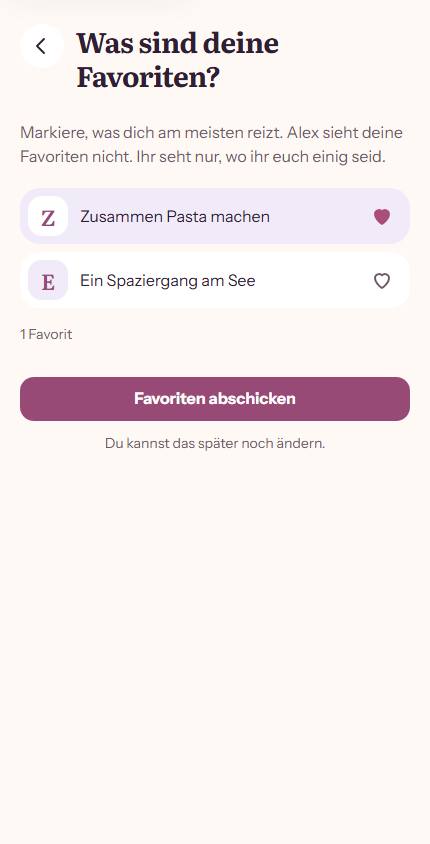 Was sind deine
Favoriten?
Markiere, was dich am meisten reizt. Alex sieht deine
Favoriten nicht. Ihr seht nur, wo ihr euch einig seid.
Z Zusammen Pasta machen
E Ein Spaziergang am See
1 Favorit
Favoriten abschicken
Du kannst das später noch ändern.